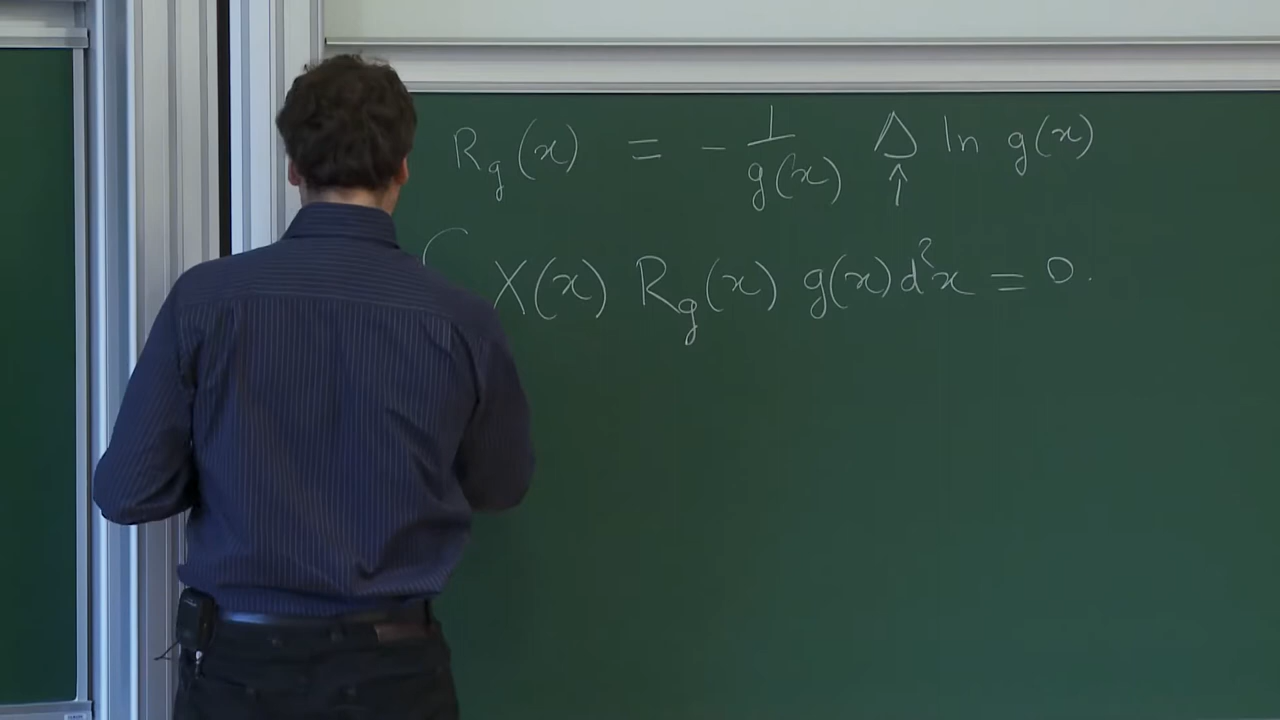 R_g(x) = - 1/g(x) Δ ln g(x)
↑
∫ X(x) R_g(x) g(x) d²x = 0.